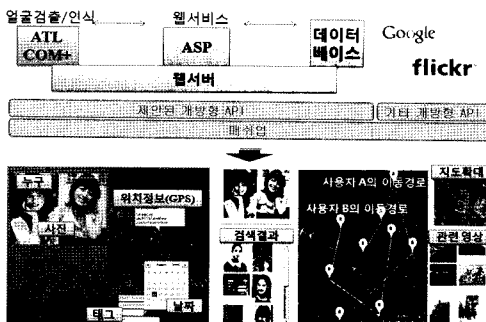 얼굴검출/인식
웹서비스
ATL
COM+
ASP
데이터
베이스
Google
flickr
웹서버
제안된 개방형 API
기타 개방형 API
매쉬업
누구
사진
위치정보(GPS)
태그
날짜
검색결과
사용자 A의 이동경로
사용자 B의 이동경로
지도확대
관련영상